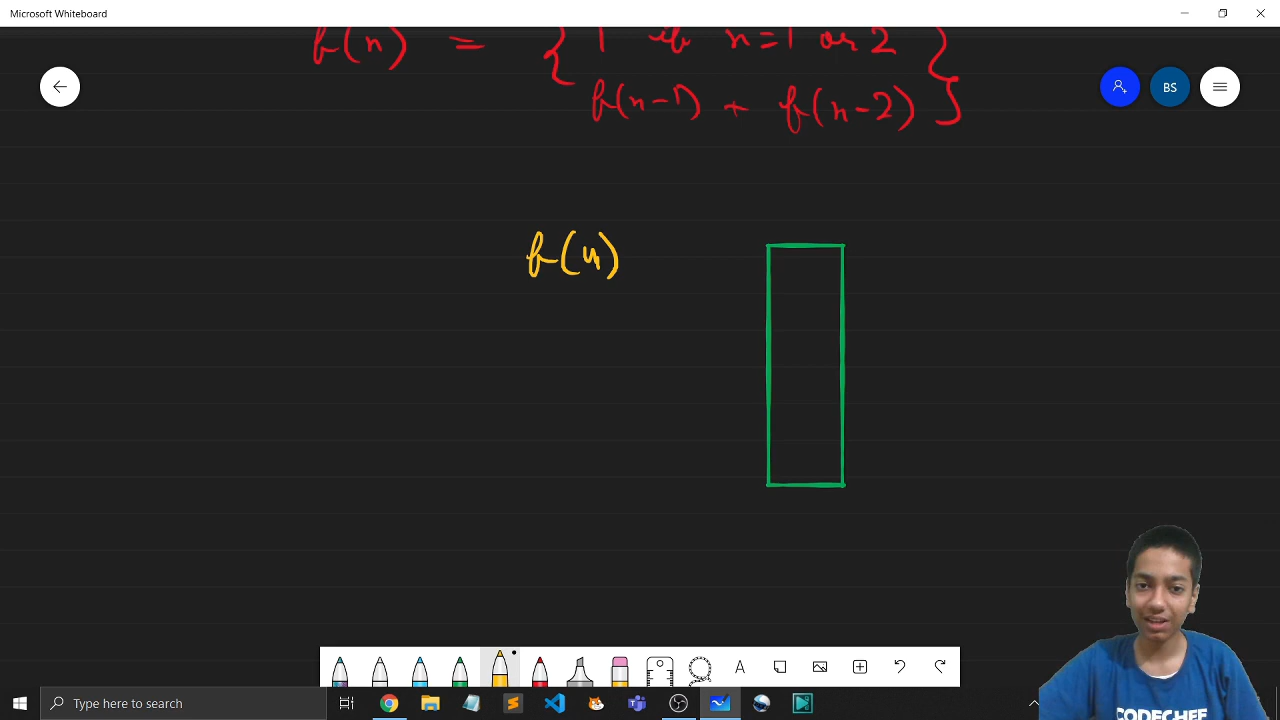 Microsoft Whiteboard
f(n) = { 1 if n=1 or 2 }
f(n-1) + f(n-2) }
BS
f(4)
A
Type here to search
CODECHEF